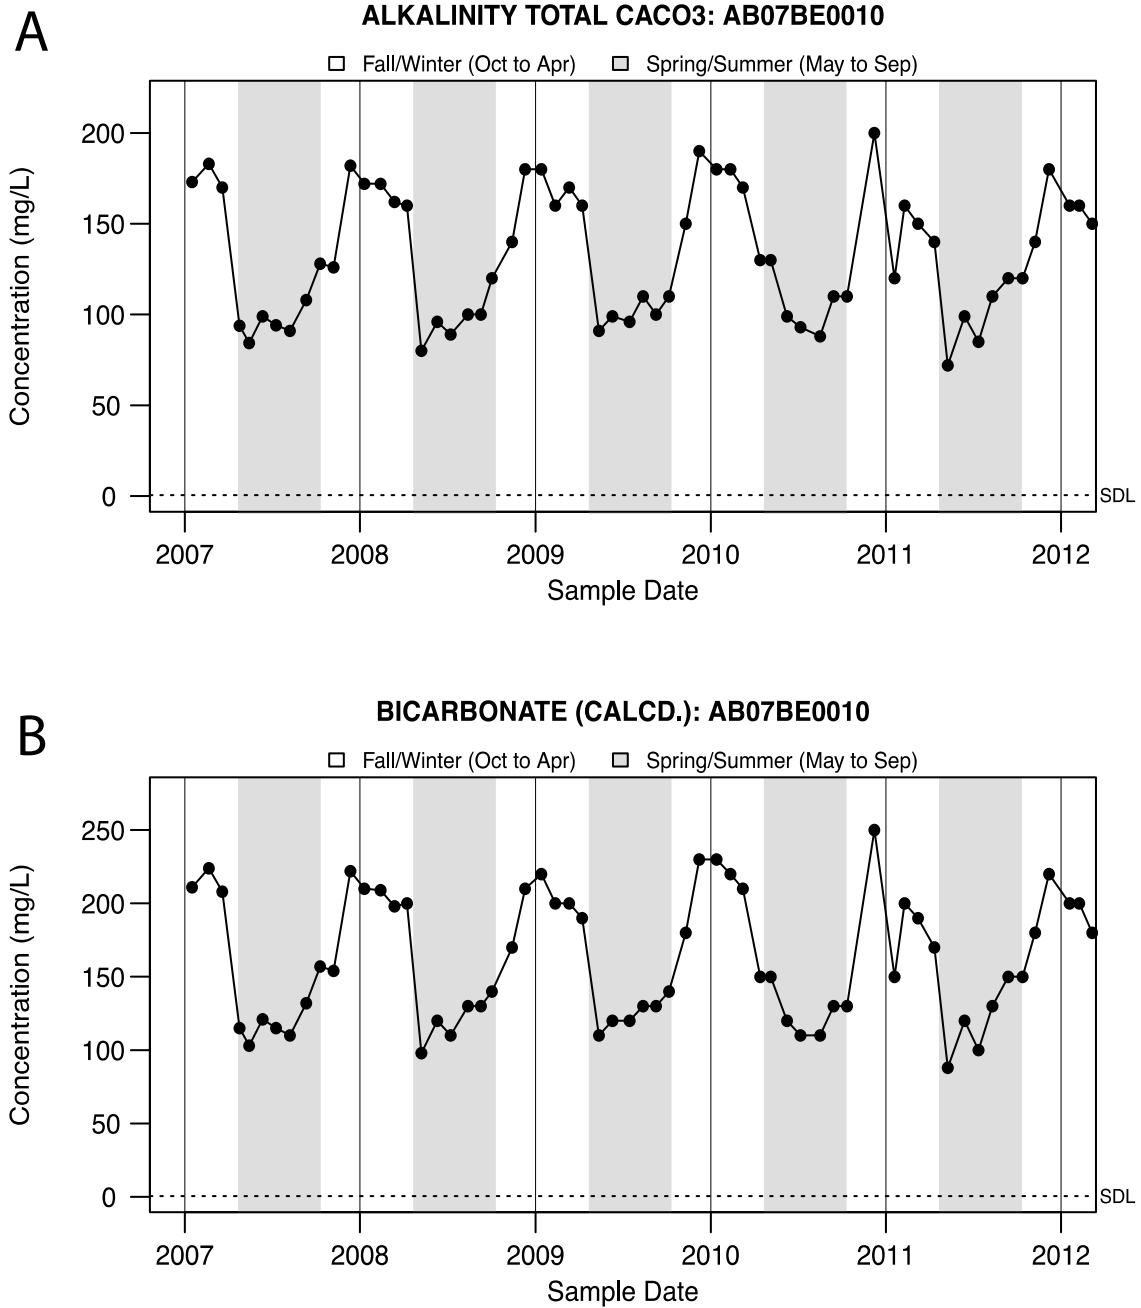 A
ALKALINITY TOTAL CACO3: AB07BE0010
Fall/Winter (Oct to Apr) Spring/Summer (May to Sep)
Concentration (mg/L)
200
150
100
50
0
SDL
2007 2008 2009 2010 2011 2012
Sample Date
B
BICARBONATE (CALCD.): AB07BE0010
Fall/Winter (Oct to Apr) Spring/Summer (May to Sep)
Concentration (mg/L)
250
200
150
100
50
0
SDL
2007 2008 2009 2010 2011 2012
Sample Date